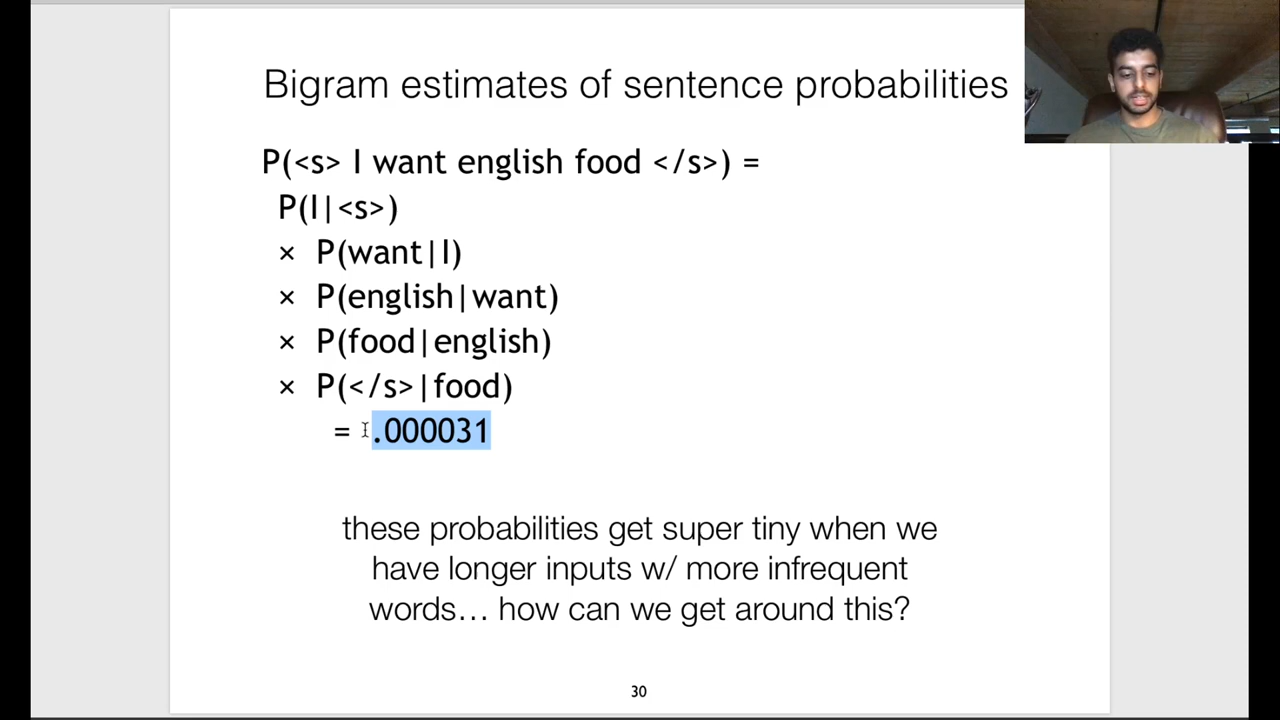 Bigram estimates of sentence probabilities
P(<s> I want english food </s>) =
P(I|<s>)
× P(want|I)
× P(english|want)
× P(food|english)
× P(</s>|food)
= .000031
these probabilities get super tiny when we
have longer inputs w/ more infrequent
words… how can we get around this?
30